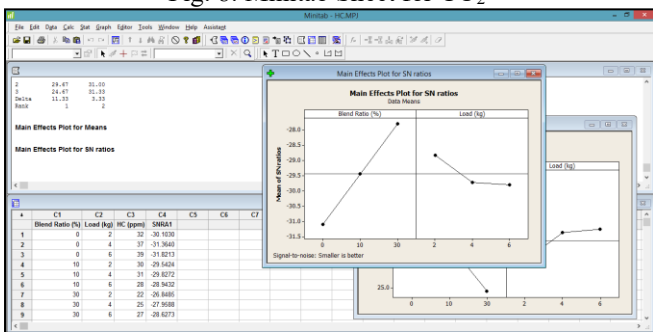 Fig. 8. Minitab Sheet for CO₂
Minitab - HC.MPJ
File Edit Data Calc Stat Graph Editor Tools Window Help Assistant
2 29.67 31.00
3 24.67 31.33
Delta 11.33 3.33
Rank 1 2
Main Effects Plot for Means
Main Effects Plot for SN ratios
Main Effects Plot for SN ratios
Main Effects Plot for SN ratios
Data Means
Blend Ratio (%) Load (kg)
Mean of SN ratios
-28.0
-28.5
-29.0
-29.5
-30.0
-30.5
-31.0
-31.5
0 10 30 2 4 6
Signal-to-noise: Smaller is better
Load (kg)
25.0
0 10 30 2 4 6
C1 C2 C3 C4 C5 C6 C7
Blend Ratio (%) Load (kg) HC (ppm) SNRA1
1 0 2 32 -30.1030
2 0 4 37 -31.3640
3 0 6 39 -31.8213
4 10 2 30 -29.5424
5 10 4 31 -29.8272
6 10 6 28 -28.9432
7 30 2 22 -26.8485
8 30 4 25 -27.9588
9 30 6 27 -28.6273